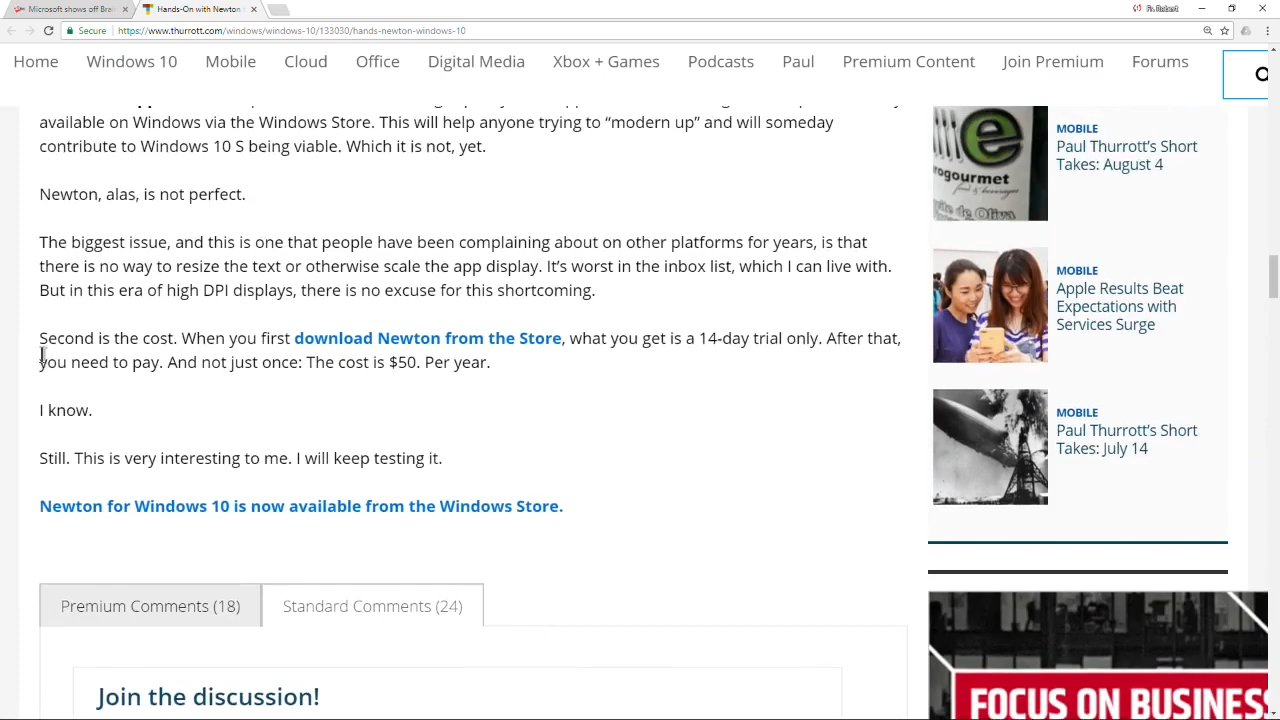 Microsoft shows off Brai
Hands-On with Newton
Fr. Robert
Secure
https://www.thurrott.com/windows/windows-10/133030/hands-newton-windows-10
Home Windows 10 Mobile Cloud Office Digital Media Xbox + Games Podcasts Paul Premium Content Join Premium Forums
available on Windows via the Windows Store. This will help anyone trying to “modern up” and will someday
contribute to Windows 10 S being viable. Which it is not, yet.
Newton, alas, is not perfect.
The biggest issue, and this is one that people have been complaining about on other platforms for years, is that
there is no way to resize the text or otherwise scale the app display. It’s worst in the inbox list, which I can live with.
But in this era of high DPI displays, there is no excuse for this shortcoming.
Second is the cost. When you first download Newton from the Store, what you get is a 14-day trial only. After that,
you need to pay. And not just once: The cost is $50. Per year.
I know.
Still. This is very interesting to me. I will keep testing it.
Newton for Windows 10 is now available from the Windows Store.
Premium Comments (18)
Standard Comments (24)
Join the discussion!
e
rogourmet
food & beverages
ite de Oliva
MOBILE
Paul Thurrott’s Short
Takes: August 4
MOBILE
Apple Results Beat
Expectations with
Services Surge
MOBILE
Paul Thurrott’s Short
Takes: July 14
FOCUS ON BUSINES